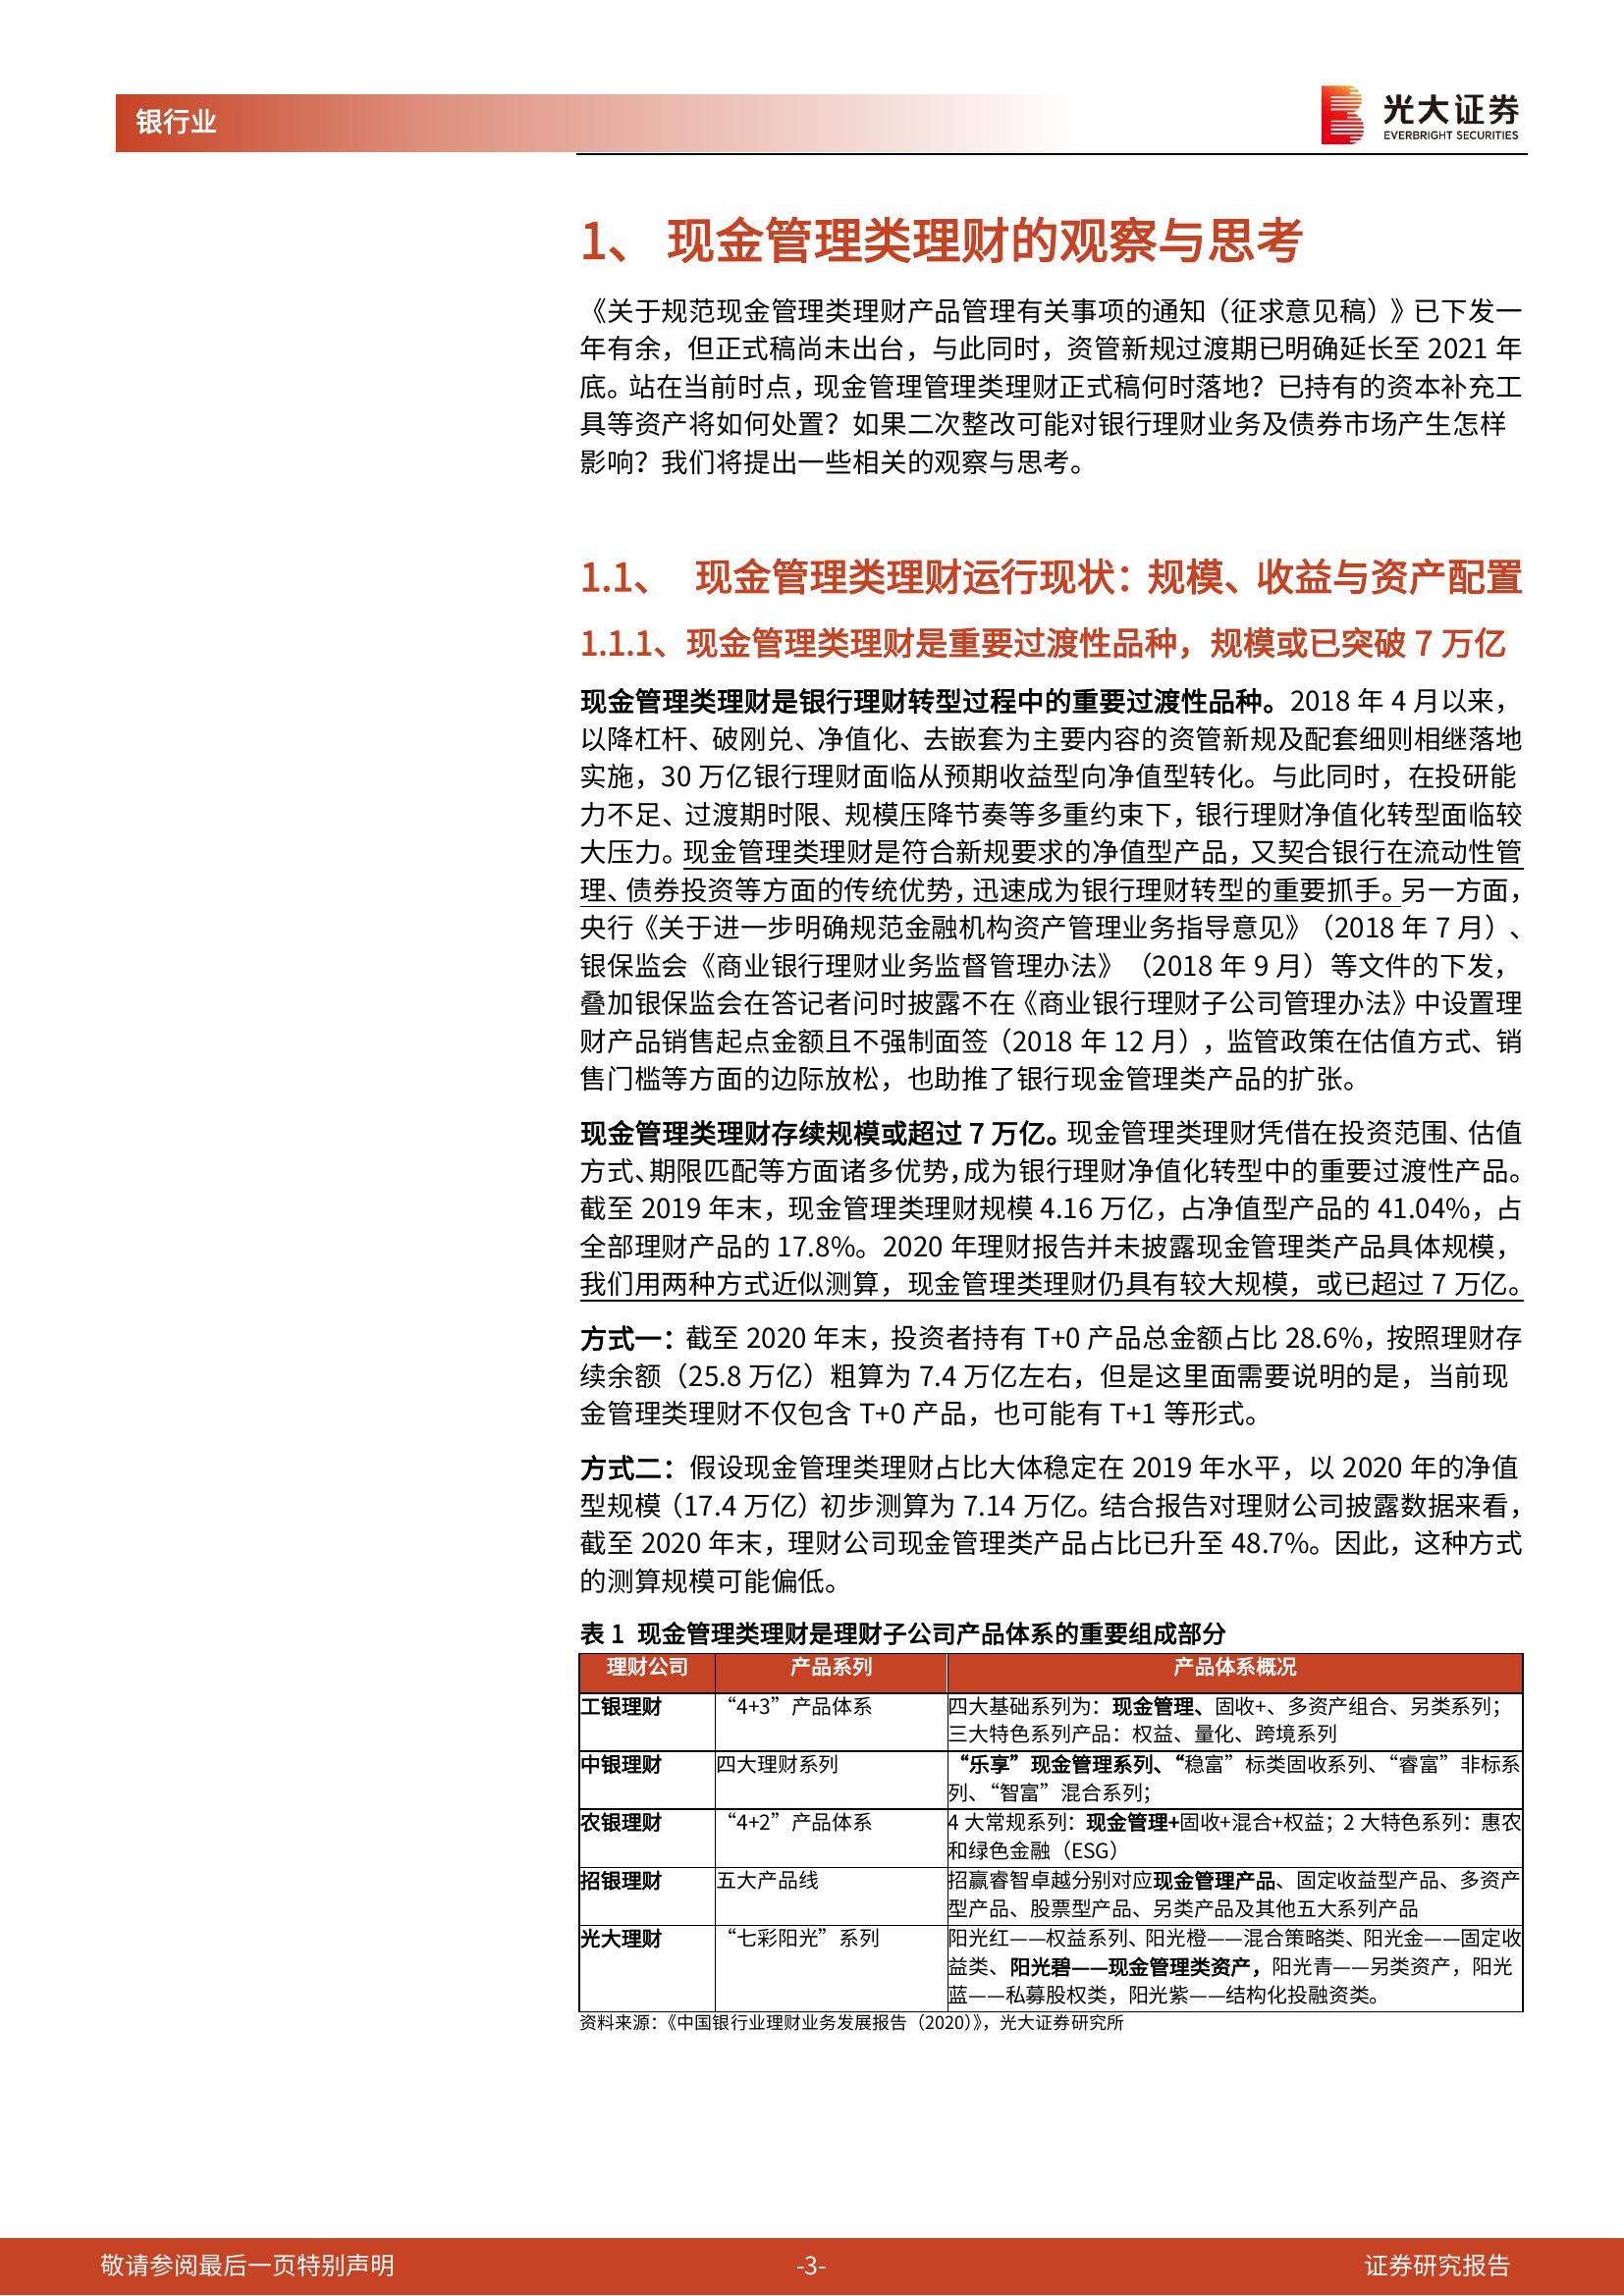 银行业
光大证券
EVERBRIGHT SECURITIES
1、 现金管理类理财的观察与思考
《关于规范现金管理类理财产品管理有关事项的通知（征求意见稿）》已下发一
年有余，但正式稿尚未出台，与此同时，资管新规过渡期已明确延长至 2021 年
底。站在当前时点，现金管理管理类理财正式稿何时落地？已持有的资本补充工
具等资产将如何处置？如果二次整改可能对银行理财业务及债券市场产生怎样
影响？我们将提出一些相关的观察与思考。
1.1、 现金管理类理财运行现状：规模、收益与资产配置
1.1.1、现金管理类理财是重要过渡性品种，规模或已突破 7 万亿
现金管理类理财是银行理财转型过程中的重要过渡性品种。2018 年 4 月以来，
以降杠杆、破刚兑、净值化、去嵌套为主要内容的资管新规及配套细则相继落地
实施，30 万亿银行理财面临从预期收益型向净值型转化。与此同时，在投研能
力不足、过渡期时限、规模压降节奏等多重约束下，银行理财净值化转型面临较
大压力。现金管理类理财是符合新规要求的净值型产品，又契合银行在流动性管
理、债券投资等方面的传统优势，迅速成为银行理财转型的重要抓手。另一方面，
央行《关于进一步明确规范金融机构资产管理业务指导意见》（2018 年 7 月）、
银保监会《商业银行理财业务监督管理办法》（2018 年 9 月）等文件的下发，
叠加银保监会在答记者问时披露不在《商业银行理财子公司管理办法》中设置理
财产品销售起点金额且不强制面签（2018 年 12 月），监管政策在估值方式、销
售门槛等方面的边际放松，也助推了银行现金管理类产品的扩张。
现金管理类理财存续规模或超过 7 万亿。现金管理类理财凭借在投资范围、估值
方式、期限匹配等方面诸多优势，成为银行理财净值化转型中的重要过渡性产品。
截至 2019 年末，现金管理类理财规模 4.16 万亿，占净值型产品的 41.04%，占
全部理财产品的 17.8%。2020 年理财报告并未披露现金管理类产品具体规模，
我们用两种方式近似测算，现金管理类理财仍具有较大规模，或已超过 7 万亿。
方式一：截至 2020 年末，投资者持有 T+0 产品总金额占比 28.6%，按照理财存
续余额（25.8 万亿）粗算为 7.4 万亿左右，但是这里面需要说明的是，当前现
金管理类理财不仅包含 T+0 产品，也可能有 T+1 等形式。
方式二：假设现金管理类理财占比大体稳定在 2019 年水平，以 2020 年的净值
型规模（17.4 万亿）初步测算为 7.14 万亿。结合报告对理财公司披露数据来看，
截至 2020 年末，理财公司现金管理类产品占比已升至 48.7%。因此，这种方式
的测算规模可能偏低。
表 1 现金管理类理财是理财子公司产品体系的重要组成部分
理财公司 产品系列 产品体系概况
工银理财 “4+3”产品体系 四大基础系列为：现金管理、固收+、多资产组合、另类系列；
三大特色系列产品：权益、量化、跨境系列
中银理财 四大理财系列 “乐享”现金管理系列、“稳富”标类固收系列、“睿富”非标系
列、“智富”混合系列；
农银理财 “4+2”产品体系 4 大常规系列：现金管理+固收+混合+权益；2 大特色系列：惠农
和绿色金融（ESG）
招银理财 五大产品线 招赢睿智卓越分别对应现金管理产品、固定收益型产品、多资产
型产品、股票型产品、另类产品及其他五大系列产品
光大理财 “七彩阳光”系列 阳光红——权益系列、阳光橙——混合策略类、阳光金——固定收
益类、阳光碧——现金管理类资产，阳光青——另类资产，阳光
蓝——私募股权类，阳光紫——结构化投融资类。
资料来源：《中国银行业理财业务发展报告（2020）》，光大证券研究所
敬请参阅最后一页特别声明 -3- 证券研究报告